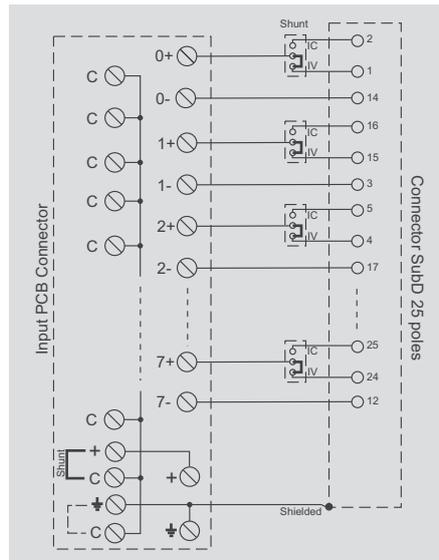 Shunt
0+
IC
2
C
IV
1
0-
14
C
1+
IC
16
IV
15
C
1-
3
C
2+
IC
5
IV
4
C
2-
17
Input PCB Connector
Connector SubD 25 poles
7+
IC
25
IV
24
7-
12
C
+
Shunt
C
+
Shielded
C